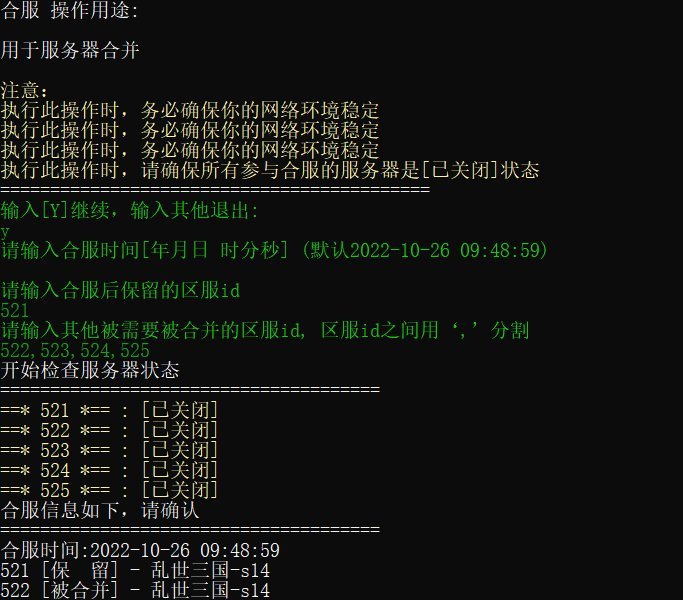 合服 操作用途:
用于服务器合并
注意:
执行此操作时，务必确保你的网络环境稳定
执行此操作时，务必确保你的网络环境稳定
执行此操作时，务必确保你的网络环境稳定
执行此操作时，请确保所有参与合服的服务器是[已关闭]状态
===========================================
输入[Y]继续，输入其他退出:
y
请输入合服时间[年月日 时分秒] (默认2022-10-26 09:48:59)
请输入合服后保留的区服id
521
请输入其他被需要被合并的区服id, 区服id之间用‘,’分割
522,523,524,525
开始检查服务器状态
======================================
==* 521 *== : [已关闭]
==* 522 *== : [已关闭]
==* 523 *== : [已关闭]
==* 524 *== : [已关闭]
==* 525 *== : [已关闭]
合服信息如下，请确认
======================================
合服时间:2022-10-26 09:48:59
521 [保　留] - 乱世三国-s14
522 [被合并] - 乱世三国-s14